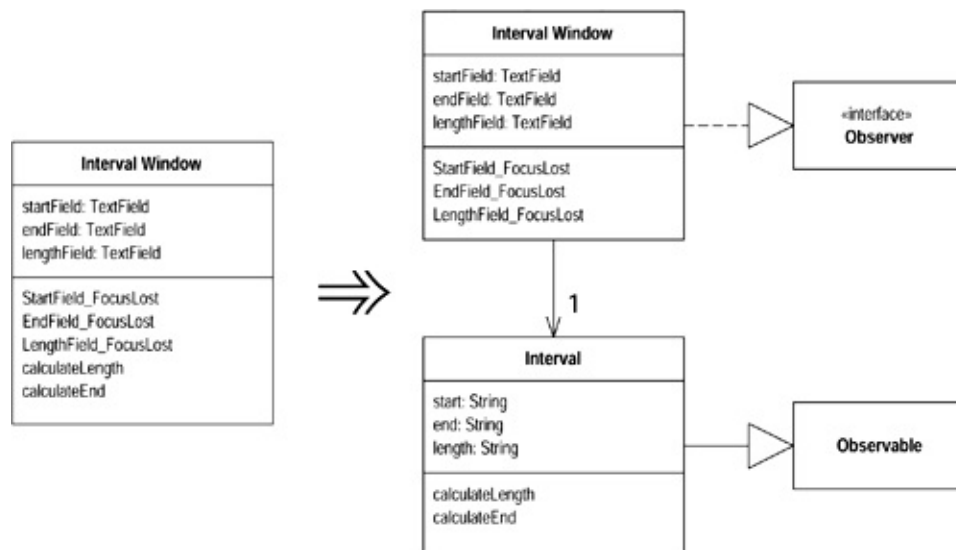 Interval Window
startField: TextField
endField: TextField
lengthField: TextField
StartField_FocusLost
EndField_FocusLost
LengthField_FocusLost
calculateLength
calculateEnd
Interval Window
startField: TextField
endField: TextField
lengthField: TextField
StartField_FocusLost
EndField_FocusLost
LengthField_FocusLost
«interface»
Observer
1
Interval
start: String
end: String
length: String
calculateLength
calculateEnd
Observable